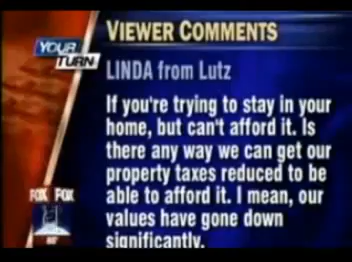 VIEWER COMMENTS
YOUR
TURN
LINDA from Lutz
If you're trying to stay in your
home, but can't afford it. Is
there any way we can get our
property taxes reduced to be
able to afford it. I mean, our
values have gone down
significantly.
FOX FOX